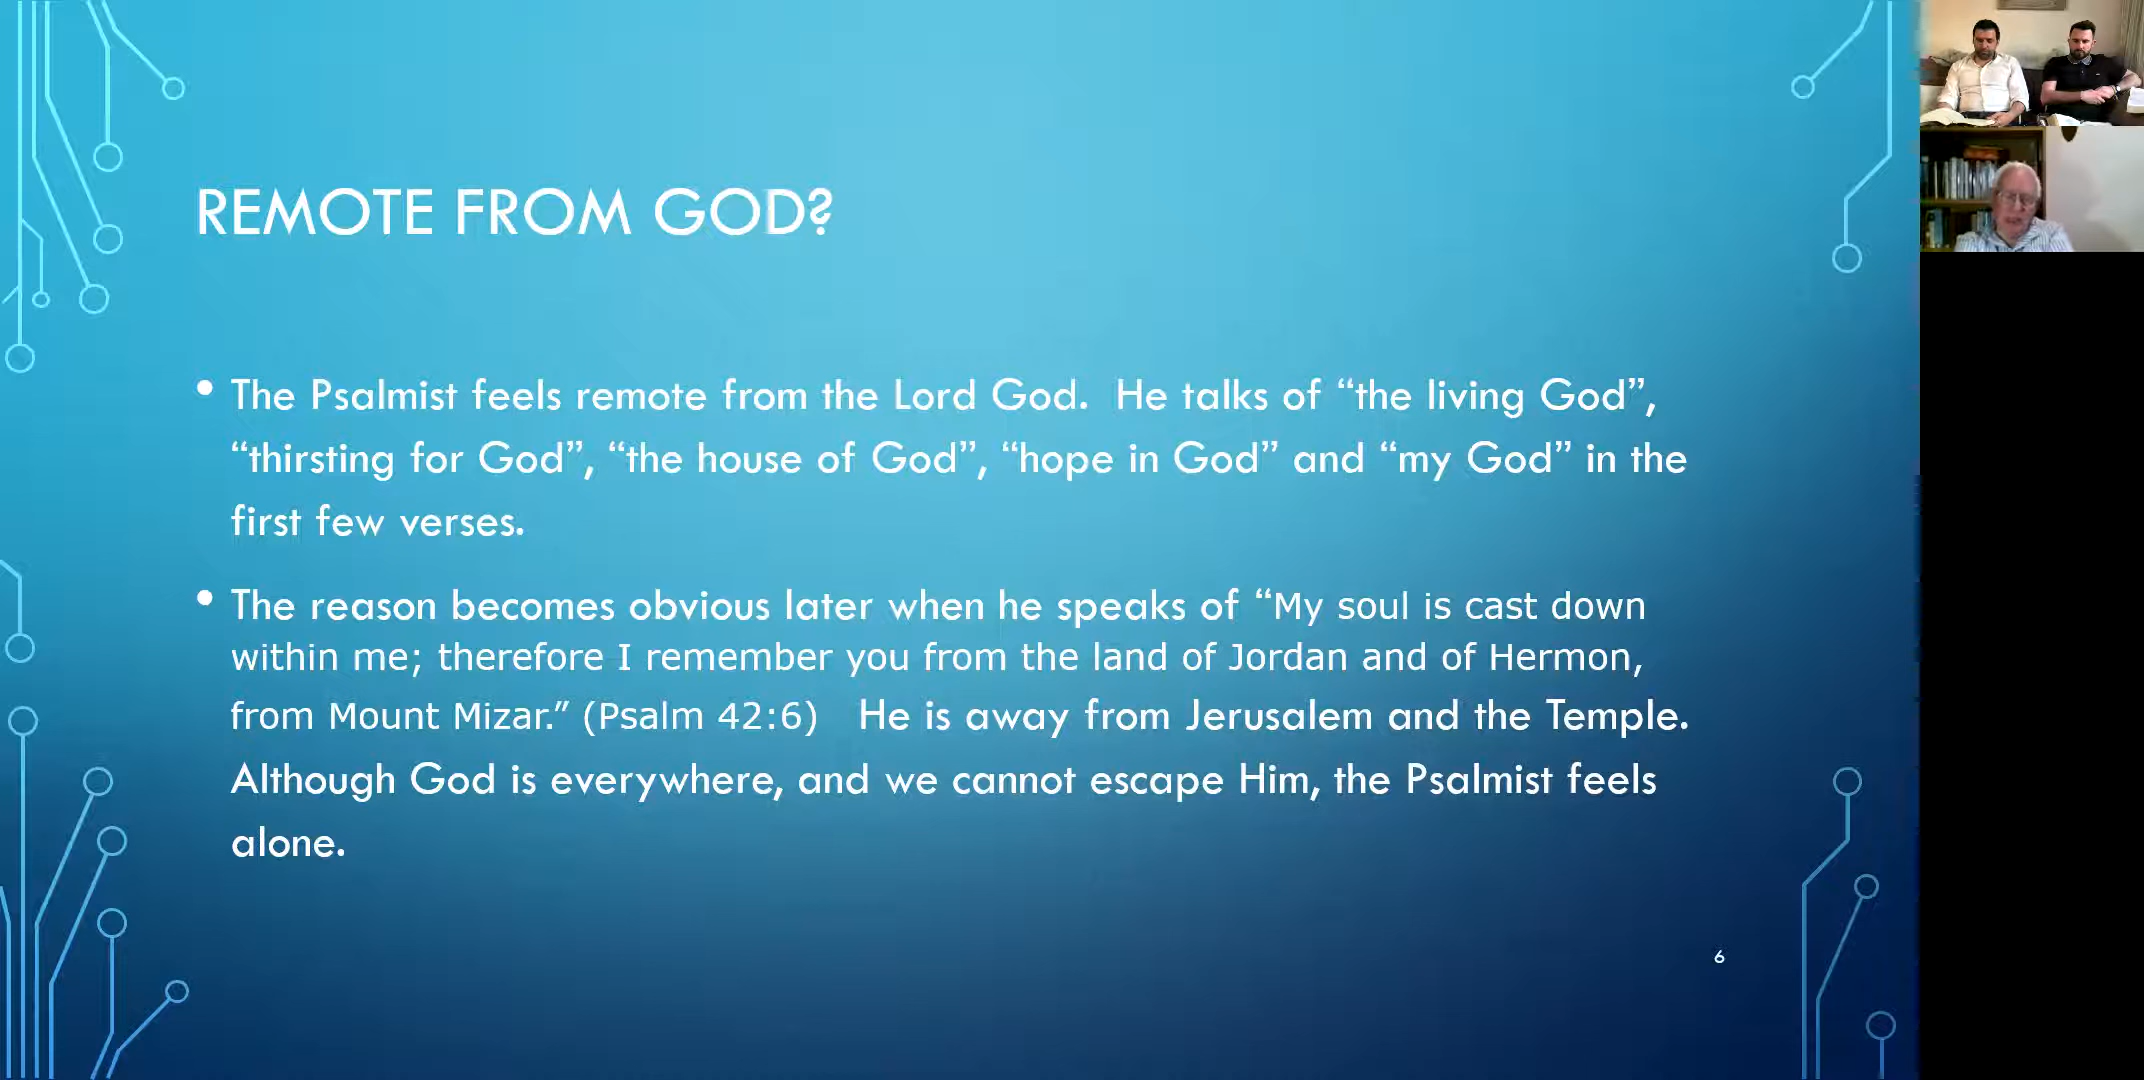 REMOTE FROM GOD?
• The Psalmist feels remote from the Lord God.  He talks of “the living God”,
“thirsting for God”, “the house of God”, “hope in God” and “my God” in the
first few verses.
• The reason becomes obvious later when he speaks of “My soul is cast down
within me; therefore I remember you from the land of Jordan and of Hermon,
from Mount Mizar.” (Psalm 42:6)   He is away from Jerusalem and the Temple.
Although God is everywhere, and we cannot escape Him, the Psalmist feels
alone.
6